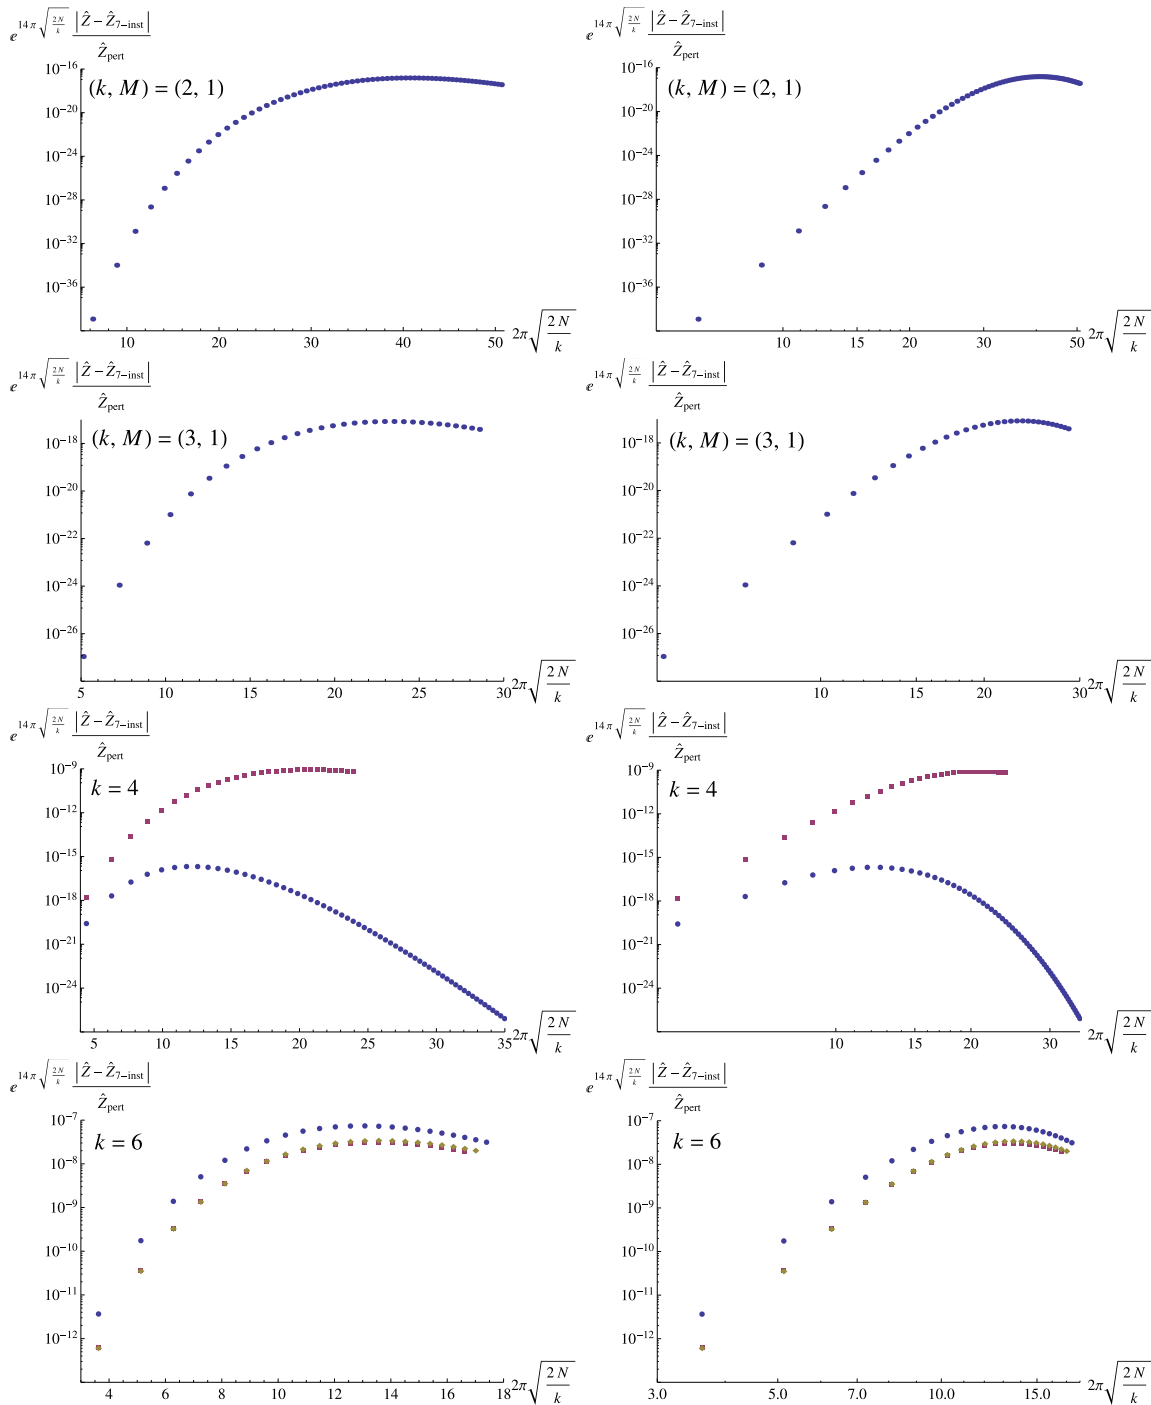 e^{14π√(2N/k)} |Ẑ−Ẑ_{7−inst}| / Ẑ_pert
10^{−16}
(k, M) = (2, 1)
10^{−20}
10^{−24}
10^{−28}
10^{−32}
10^{−36}
10 20 30 40 50 2π√(2N/k)
e^{14π√(2N/k)} |Ẑ−Ẑ_{7−inst}| / Ẑ_pert
10^{−16}
(k, M) = (2, 1)
10^{−20}
10^{−24}
10^{−28}
10^{−32}
10^{−36}
10 15 20 30 50 2π√(2N/k)
e^{14π√(2N/k)} |Ẑ−Ẑ_{7−inst}| / Ẑ_pert
(k, M) = (3, 1)
10^{−18}
10^{−20}
10^{−22}
10^{−24}
10^{−26}
5 10 15 20 25 30 2π√(2N/k)
e^{14π√(2N/k)} |Ẑ−Ẑ_{7−inst}| / Ẑ_pert
(k, M) = (3, 1)
10^{−18}
10^{−20}
10^{−22}
10^{−24}
10^{−26}
10 15 20 30 2π√(2N/k)
e^{14π√(2N/k)} |Ẑ−Ẑ_{7−inst}| / Ẑ_pert
10^{−9}
k = 4
10^{−12}
10^{−15}
10^{−18}
10^{−21}
10^{−24}
5 10 15 20 25 30 35 2π√(2N/k)
e^{14π√(2N/k)} |Ẑ−Ẑ_{7−inst}| / Ẑ_pert
10^{−9}
k = 4
10^{−12}
10^{−15}
10^{−18}
10^{−21}
10^{−24}
10 20 30 2π√(2N/k)
e^{14π√(2N/k)} |Ẑ−Ẑ_{7−inst}| / Ẑ_pert
10^{−7}
k = 6
10^{−8}
10^{−9}
10^{−10}
10^{−11}
10^{−12}
4 6 8 10 12 14 16 18 2π√(2N/k)
e^{14π√(2N/k)} |Ẑ−Ẑ_{7−inst}| / Ẑ_pert
10^{−7}
k = 6
10^{−8}
10^{−9}
10^{−10}
10^{−11}
10^{−12}
3.0 5.0 7.0 10.0 15.0 2π√(2N/k)